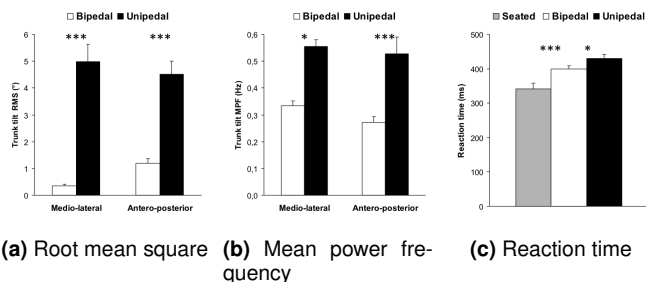 Bipedal Unipedal
Trunk tilt RMS (°)
6
5
4
3
2
1
0
*** ***
Medio-lateral Antero-posterior
(a) Root mean square
Bipedal Unipedal
Trunk tilt MPF (Hz)
0,6
0,5
0,4
0,3
0,2
0,1
0,0
* ***
Medio-lateral Antero-posterior
(b) Mean power fre-
quency
Seated Bipedal Unipedal
Reaction time (ms)
500
400
300
200
100
00
*** *
(c) Reaction time